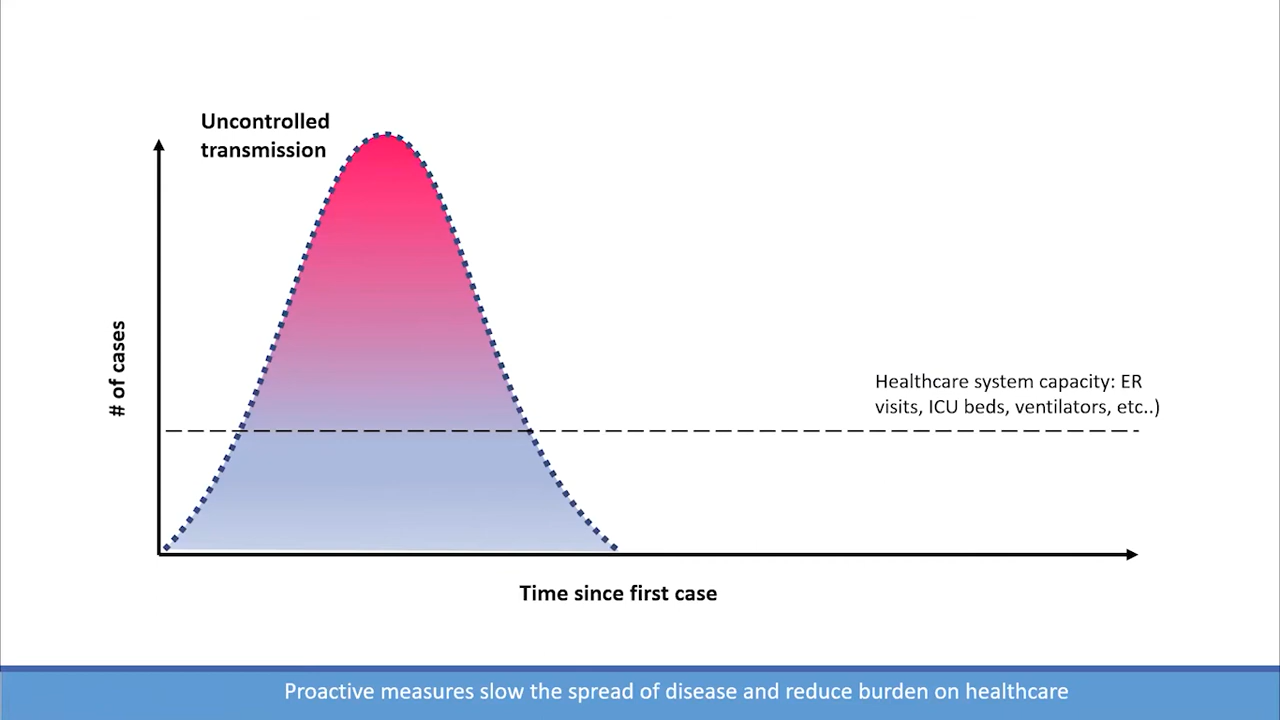 Uncontrolled
transmission
# of cases
Healthcare system capacity: ER
visits, ICU beds, ventilators, etc..)
Time since first case
Proactive measures slow the spread of disease and reduce burden on healthcare